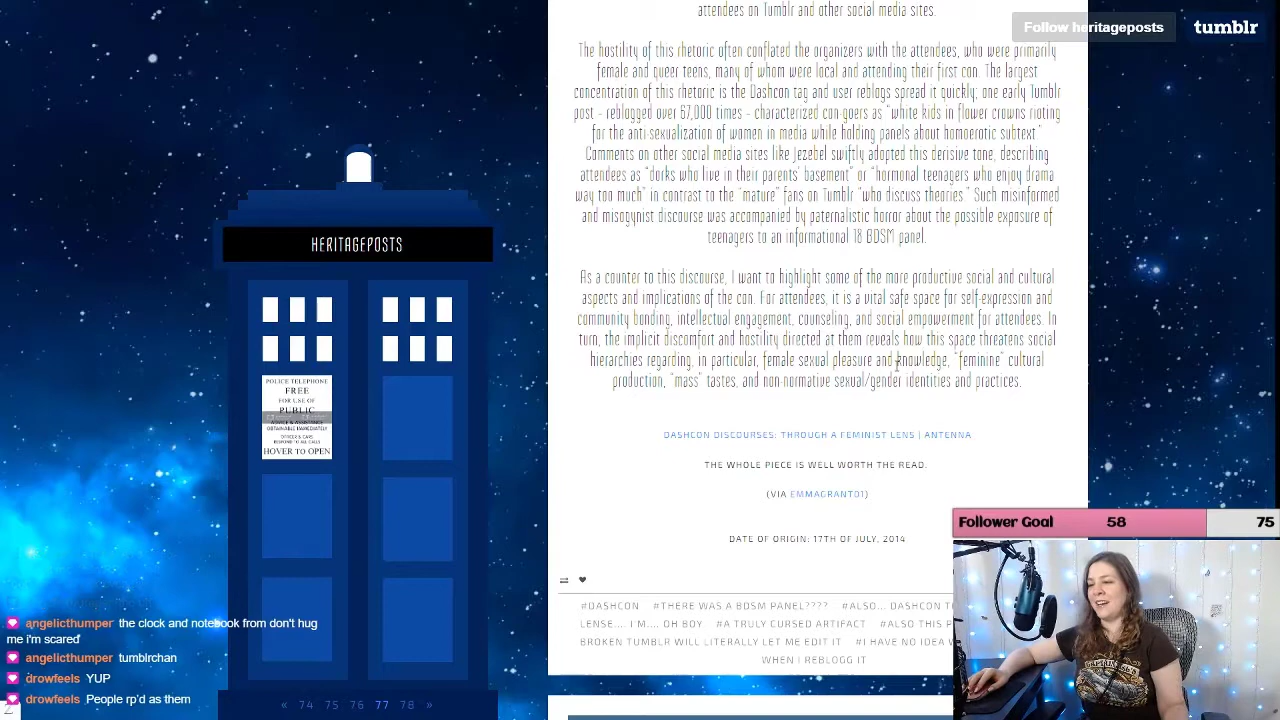 attendees on Tumblr and other social media sites.
Follow heritageposts
tumblr
The hostility of this rhetoric often conflated the organizers with the attendees, who were primarily
female and queer teens, many of whom were local and attending their first con. The largest
concentration of this rhetoric is the Dashcon tag and user reblogs spread it quickly; one early Tumblr
post - reblogged over 67,000 times - characterized con-goers as "white kids in flower crowns rioting
for the anti-sexualization of women in media while holding panels about homoerotic subtext".
Comments on other social media sites like Jezebel swiftly adopted this derisive tone, describing
attendees as "dorks who live in their parents' basement" or "hormonal teenagers who enjoy drama
way too much" in contrast to the "mature" fans on Tumblr "who discuss theories." Such misinformed
and misogynist discourse was accompanied by paternalistic horror about the possible exposure of
teenagers to an informational 18 BDSM panel.
As a counter to this discourse, I want to highlight some of the more productive social and cultural
aspects and implications of the con. For attendees, it is a vital safe space for self-expression and
community bonding, intellectual engagement, counseling, and social empowerment for attendees. In
turn, the implicit discomfort and hostility directed at them reveals how this space threatens social
hierarchies regarding, in particular, female sexual pleasure and knowledge, "feminine" cultural
production, "mass" tastes, and non-normative sexual/gender identities and practices.
DASHCON DISCOURSES: THROUGH A FEMINIST LENS | ANTENNA
THE WHOLE PIECE IS WELL WORTH THE READ.
(VIA EMMAGRANT01)
DATE OF ORIGIN: 17TH OF JULY, 2014
#DASHCON #THERE WAS A BDSM PANEL???? #ALSO... DASHCON
LENSE.... I M.... OH BOY #A TRULY CURSED ARTIFACT #ALSO THIS
BROKEN TUMBLR WILL LITERALLY LET ME EDIT IT #I HAVE NO IDEA
WHEN I REBLOGG IT
HERITAGEPOSTS
POLICE TELEPHONE
FREE
FOR USE OF
PUBLIC
ADVICE & ASSISTANCE
OBTAINABLE IMMEDIATELY
OFFICER & CARS
RESPOND TO ALL CALLS
HOVER TO OPEN
« 74 75 76 77 78 »
angelicthumper the clock and notebook from don't hug
me i'm scared'
angelicthumper tumblrchan
drowfeels YUP
drowfeels ,People rp'd as them
Follower Goal 58 75